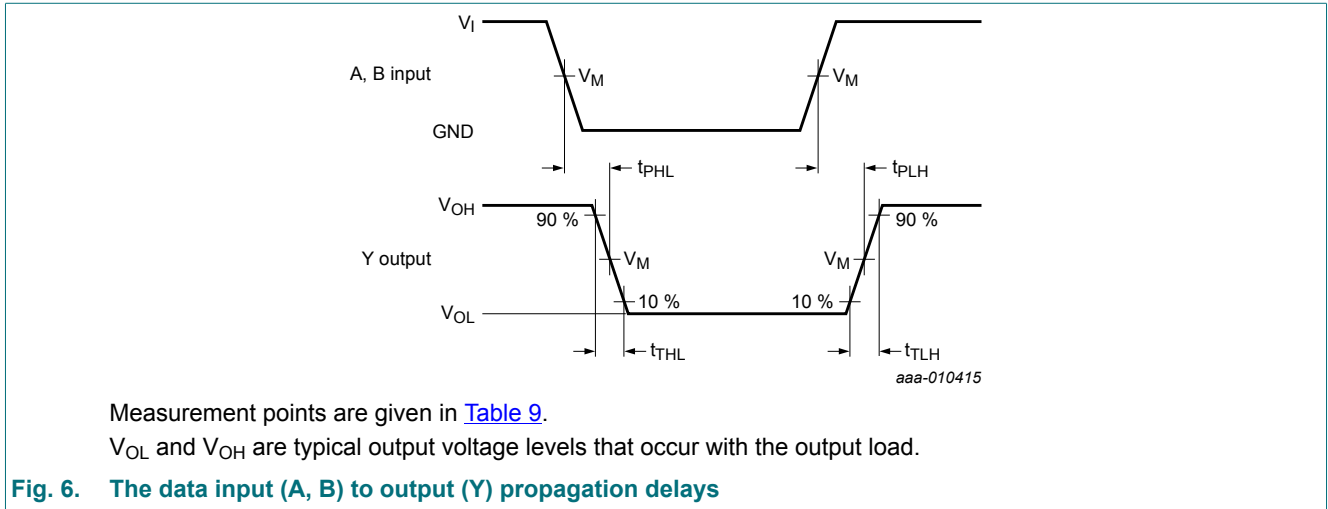 VI
A, B input
VM
VM
GND
tPHL
tPLH
VOH
90 %
90 %
Y output
VM
VM
10 %
10 %
VOL
tTHL
tTLH
aaa-010415
Measurement points are given in Table 9.
VOL and VOH are typical output voltage levels that occur with the output load.
Fig. 6. The data input (A, B) to output (Y) propagation delays